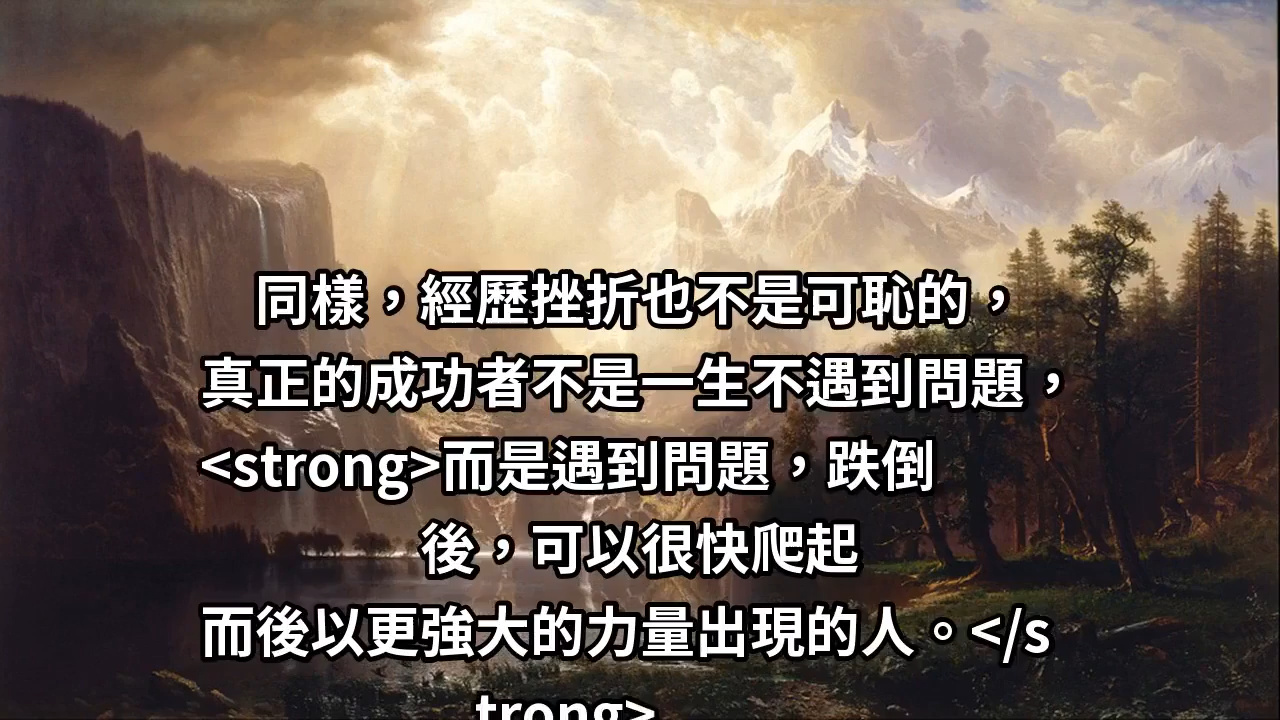 同樣，經歷挫折也不是可恥的，
真正的成功者不是一生不遇到問題，
<strong>而是遇到問題，跌倒
後，可以很快爬起
而後以更強大的力量出現的人。</s
trong>